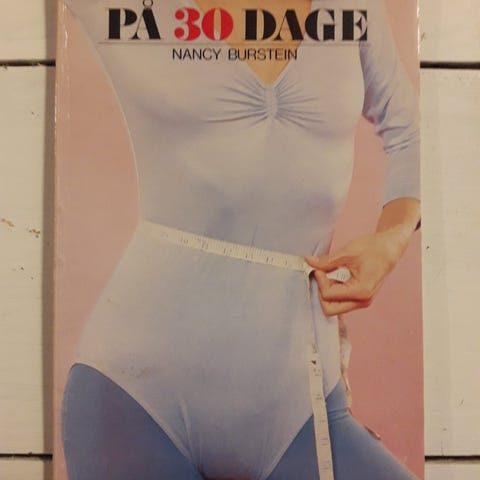 PÅ 30 DAGE
NANCY BURSTEIN